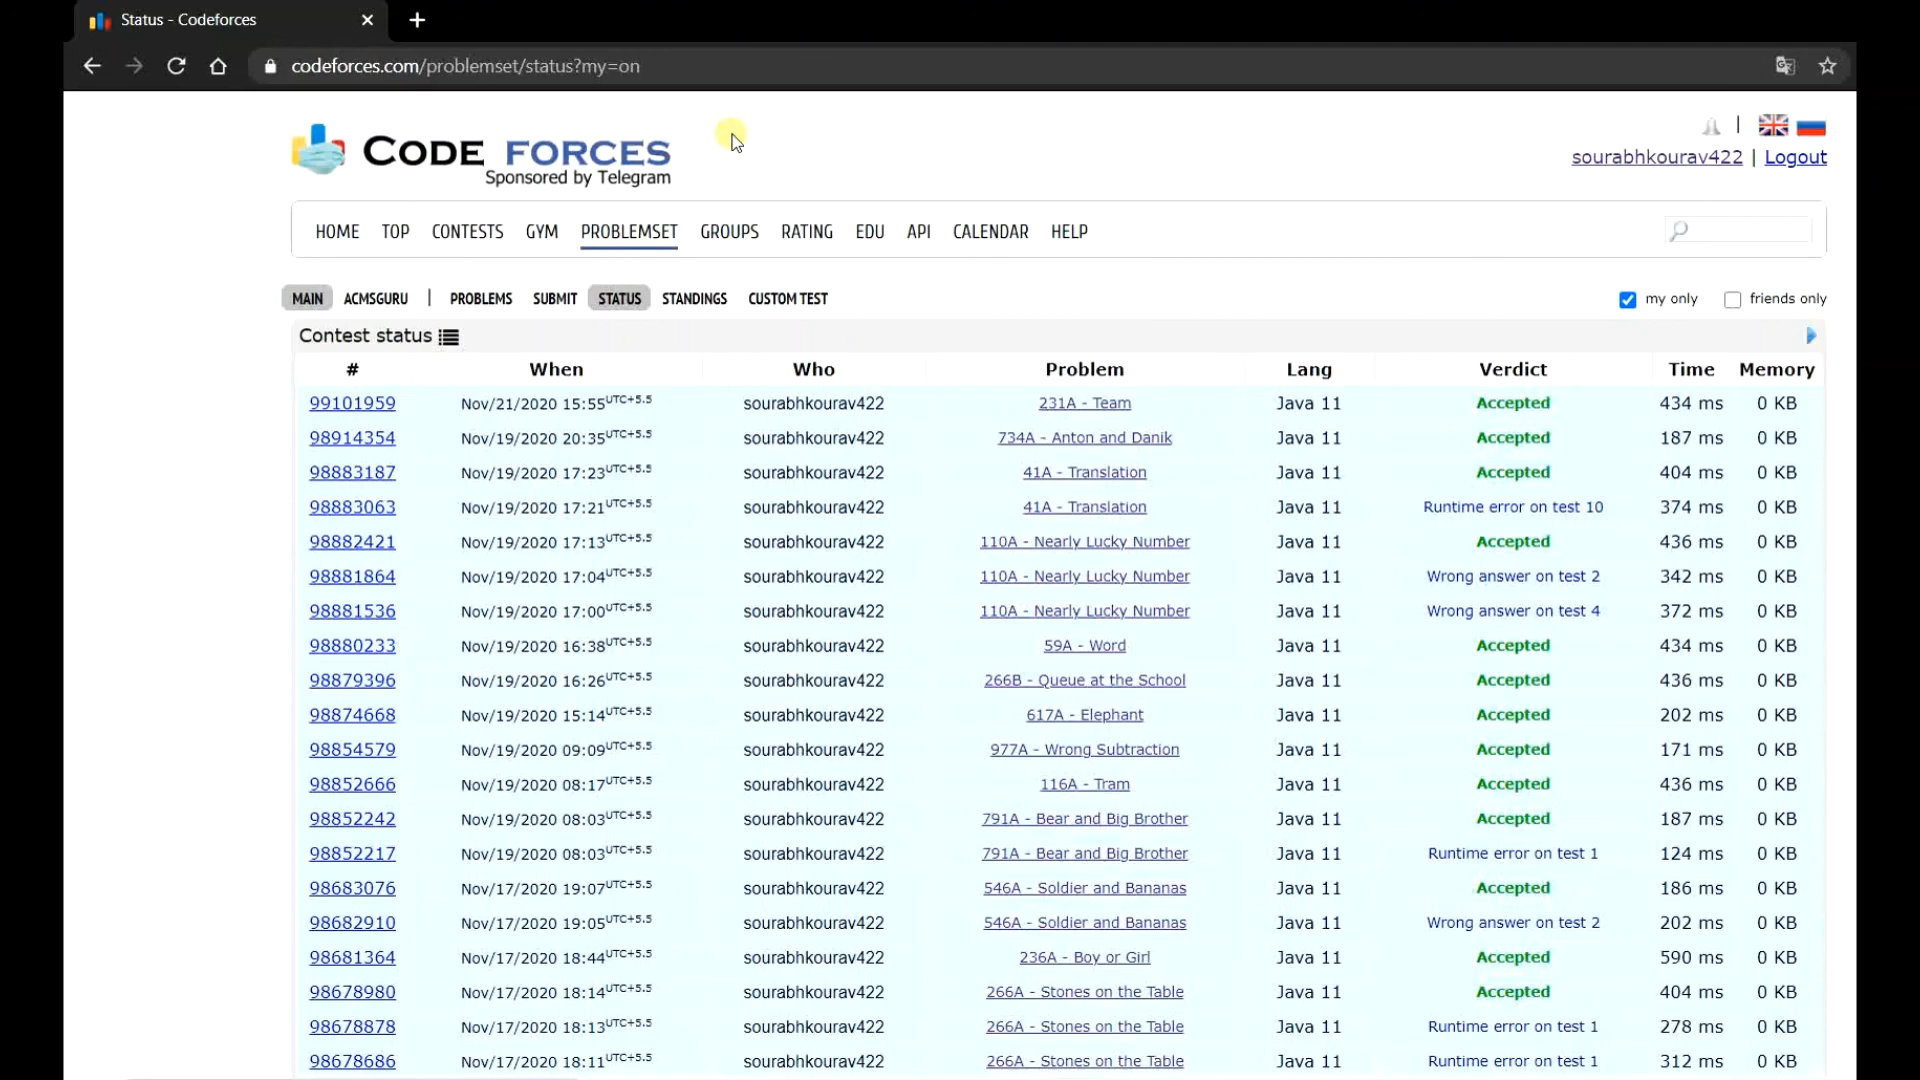 Status - Codeforces
codeforces.com/problemset/status?my=on
CODE FORCES
Sponsored by Telegram
sourabhkourav422 | Logout
HOME TOP CONTESTS GYM PROBLEMSET GROUPS RATING EDU API CALENDAR HELP
MAIN ACMSGURU | PROBLEMS SUBMIT STATUS STANDINGS CUSTOM TEST my only friends only
Contest status
# When Who Problem Lang Verdict Time Memory
99101959 Nov/21/2020 15:55UTC+5.5 sourabhkourav422 231A - Team Java 11 Accepted 434 ms 0 KB
98914354 Nov/19/2020 20:35UTC+5.5 sourabhkourav422 734A - Anton and Danik Java 11 Accepted 187 ms 0 KB
98883187 Nov/19/2020 17:23UTC+5.5 sourabhkourav422 41A - Translation Java 11 Accepted 404 ms 0 KB
98883063 Nov/19/2020 17:21UTC+5.5 sourabhkourav422 41A - Translation Java 11 Runtime error on test 10 374 ms 0 KB
98882421 Nov/19/2020 17:13UTC+5.5 sourabhkourav422 110A - Nearly Lucky Number Java 11 Accepted 436 ms 0 KB
98881864 Nov/19/2020 17:04UTC+5.5 sourabhkourav422 110A - Nearly Lucky Number Java 11 Wrong answer on test 2 342 ms 0 KB
98881536 Nov/19/2020 17:00UTC+5.5 sourabhkourav422 110A - Nearly Lucky Number Java 11 Wrong answer on test 4 372 ms 0 KB
98880233 Nov/19/2020 16:38UTC+5.5 sourabhkourav422 59A - Word Java 11 Accepted 434 ms 0 KB
98879396 Nov/19/2020 16:26UTC+5.5 sourabhkourav422 266B - Queue at the School Java 11 Accepted 436 ms 0 KB
98874668 Nov/19/2020 15:14UTC+5.5 sourabhkourav422 617A - Elephant Java 11 Accepted 202 ms 0 KB
98854579 Nov/19/2020 09:09UTC+5.5 sourabhkourav422 977A - Wrong Subtraction Java 11 Accepted 171 ms 0 KB
98852666 Nov/19/2020 08:17UTC+5.5 sourabhkourav422 116A - Tram Java 11 Accepted 436 ms 0 KB
98852242 Nov/19/2020 08:03UTC+5.5 sourabhkourav422 791A - Bear and Big Brother Java 11 Accepted 187 ms 0 KB
98852217 Nov/19/2020 08:03UTC+5.5 sourabhkourav422 791A - Bear and Big Brother Java 11 Runtime error on test 1 124 ms 0 KB
98683076 Nov/17/2020 19:07UTC+5.5 sourabhkourav422 546A - Soldier and Bananas Java 11 Accepted 186 ms 0 KB
98682910 Nov/17/2020 19:05UTC+5.5 sourabhkourav422 546A - Soldier and Bananas Java 11 Wrong answer on test 2 202 ms 0 KB
98681364 Nov/17/2020 18:44UTC+5.5 sourabhkourav422 236A - Boy or Girl Java 11 Accepted 590 ms 0 KB
98678980 Nov/17/2020 18:14UTC+5.5 sourabhkourav422 266A - Stones on the Table Java 11 Accepted 404 ms 0 KB
98678878 Nov/17/2020 18:13UTC+5.5 sourabhkourav422 266A - Stones on the Table Java 11 Runtime error on test 1 278 ms 0 KB
98678686 Nov/17/2020 18:11UTC+5.5 sourabhkourav422 266A - Stones on the Table Java 11 Runtime error on test 1 312 ms 0 KB